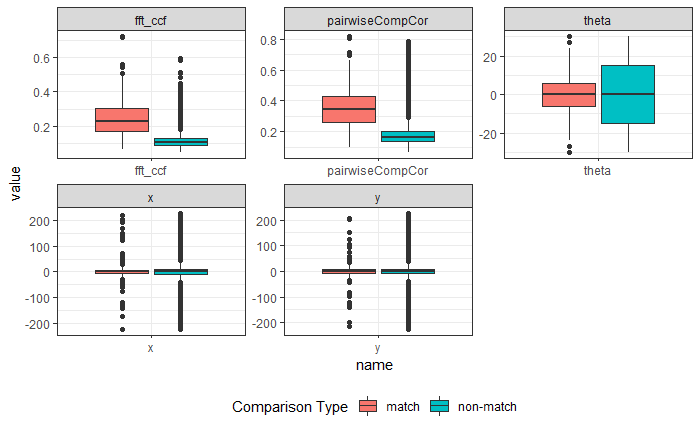 fft_ccf
pairwiseCompCor
theta
0.6
0.4
0.2
0.8
0.6
0.4
0.2
20
0
-20
fft_ccf
pairwiseCompCor
theta
value
x
y
200
100
0
-100
-200
200
100
0
-100
-200
x
y
name
Comparison Type match non-match